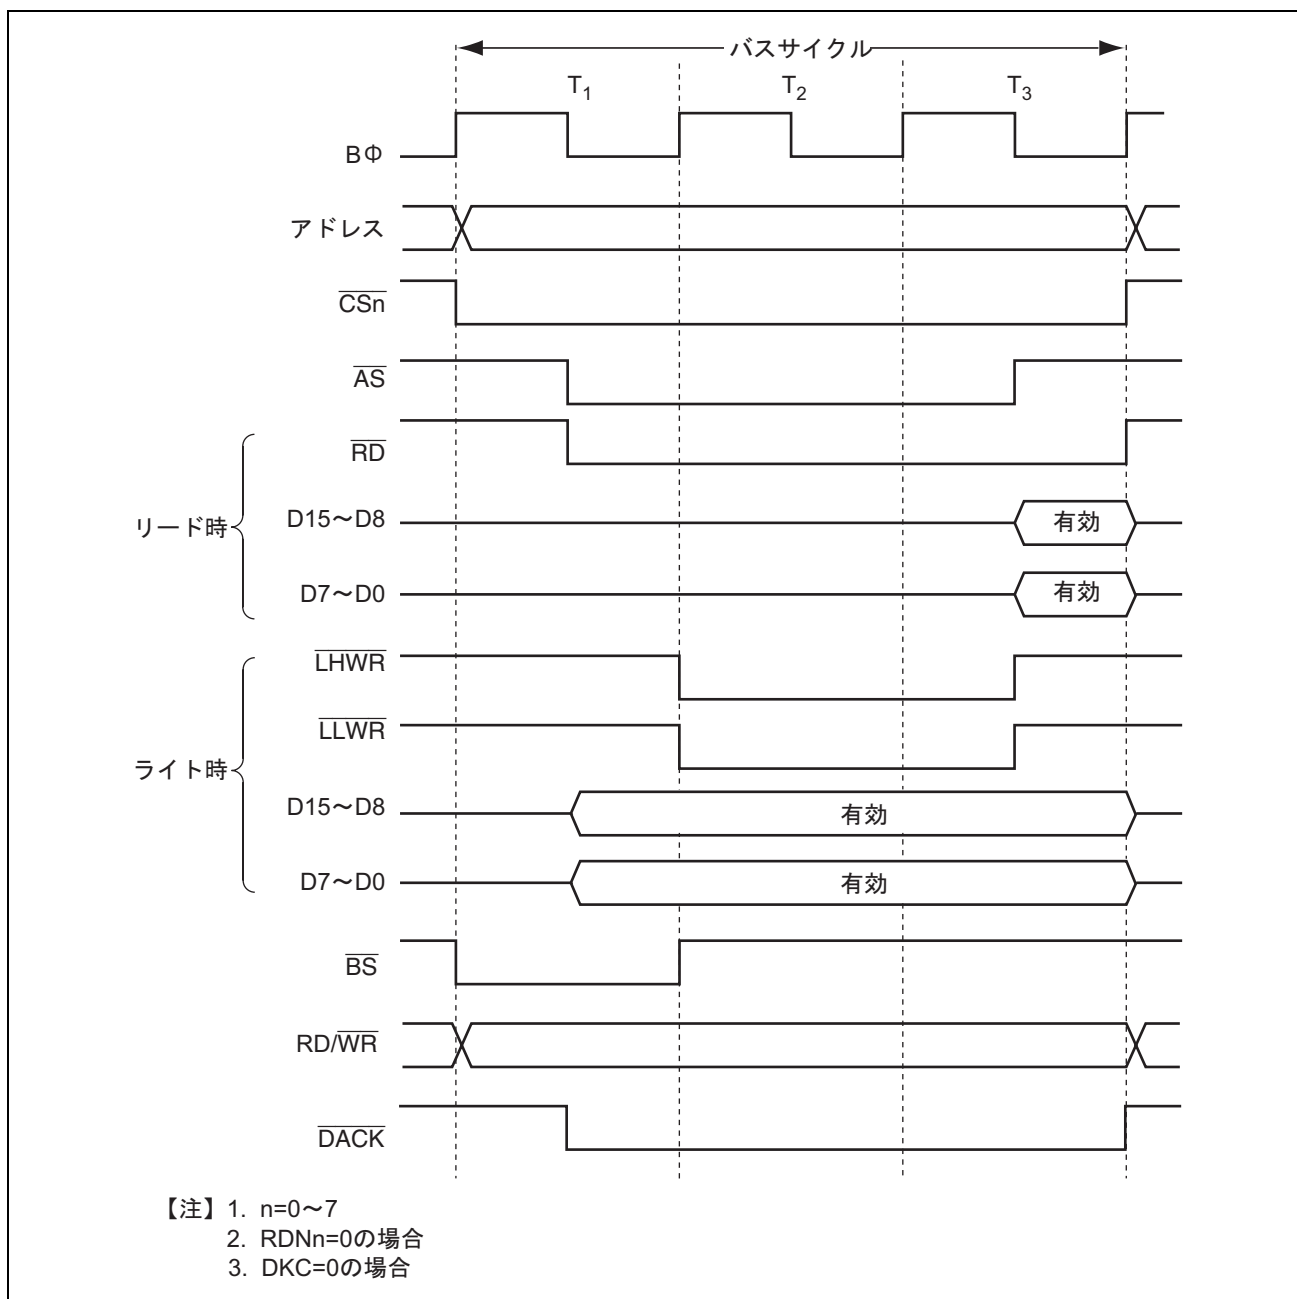 バスサイクル
T1 T2 T3
BΦ
アドレス
CSn
AS
RD
リード時
D15～D8 有効
D7～D0 有効
LHWR
LLWR
ライト時
D15～D8 有効
D7～D0 有効
BS
RD/WR
DACK
【注】1. n=0～7
2. RDNn=0の場合
3. DKC=0の場合